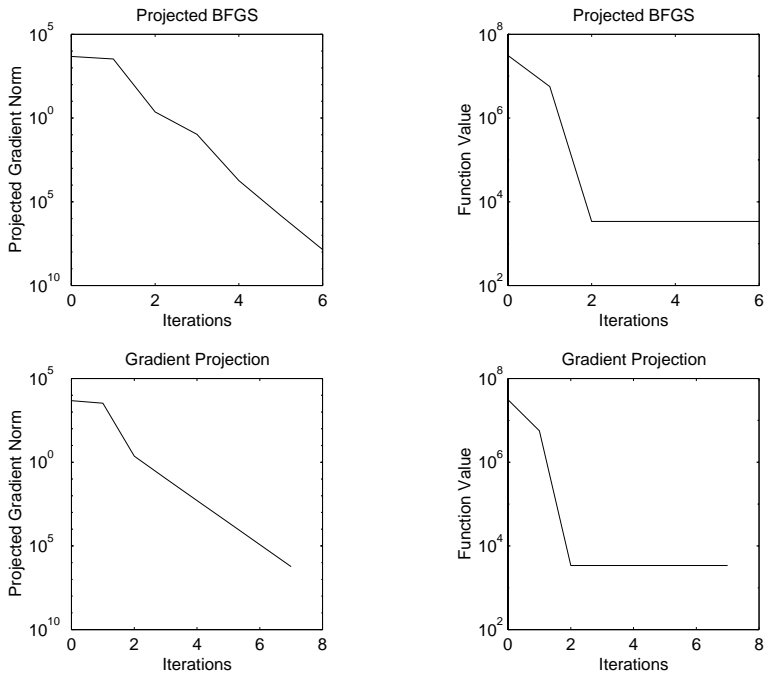 Projected BFGS
10^5
10^0
10^5
10^10
Projected Gradient Norm
0 2 4 6
Iterations
Projected BFGS
10^8
10^6
10^4
10^2
Function Value
0 2 4 6
Iterations
Gradient Projection
10^5
10^0
10^5
10^10
Projected Gradient Norm
0 2 4 6 8
Iterations
Gradient Projection
10^8
10^6
10^4
10^2
Function Value
0 2 4 6 8
Iterations